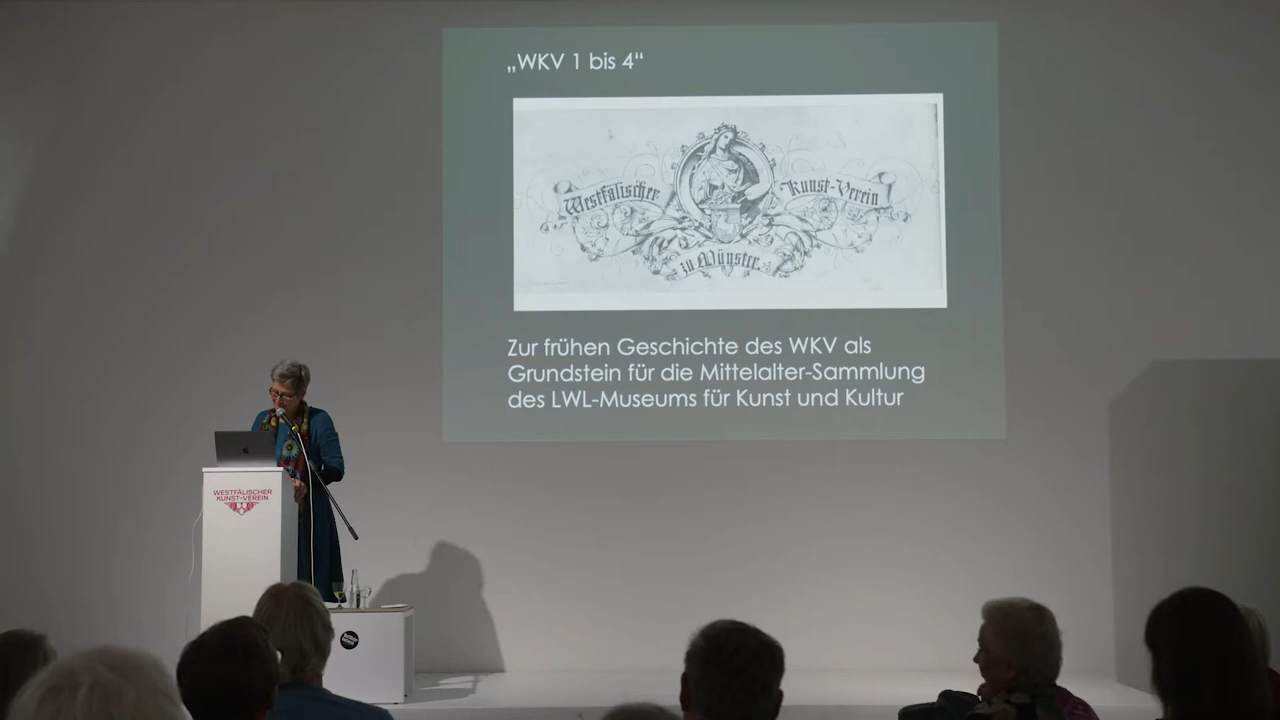 „WKV 1 bis 4“
Westfälischer
Kunst-Verein
zu Münster
Zur frühen Geschichte des WKV als
Grundstein für die Mittelalter-Sammlung
des LWL-Museums für Kunst und Kultur
WESTFÄLISCHER
KUNST-VEREIN